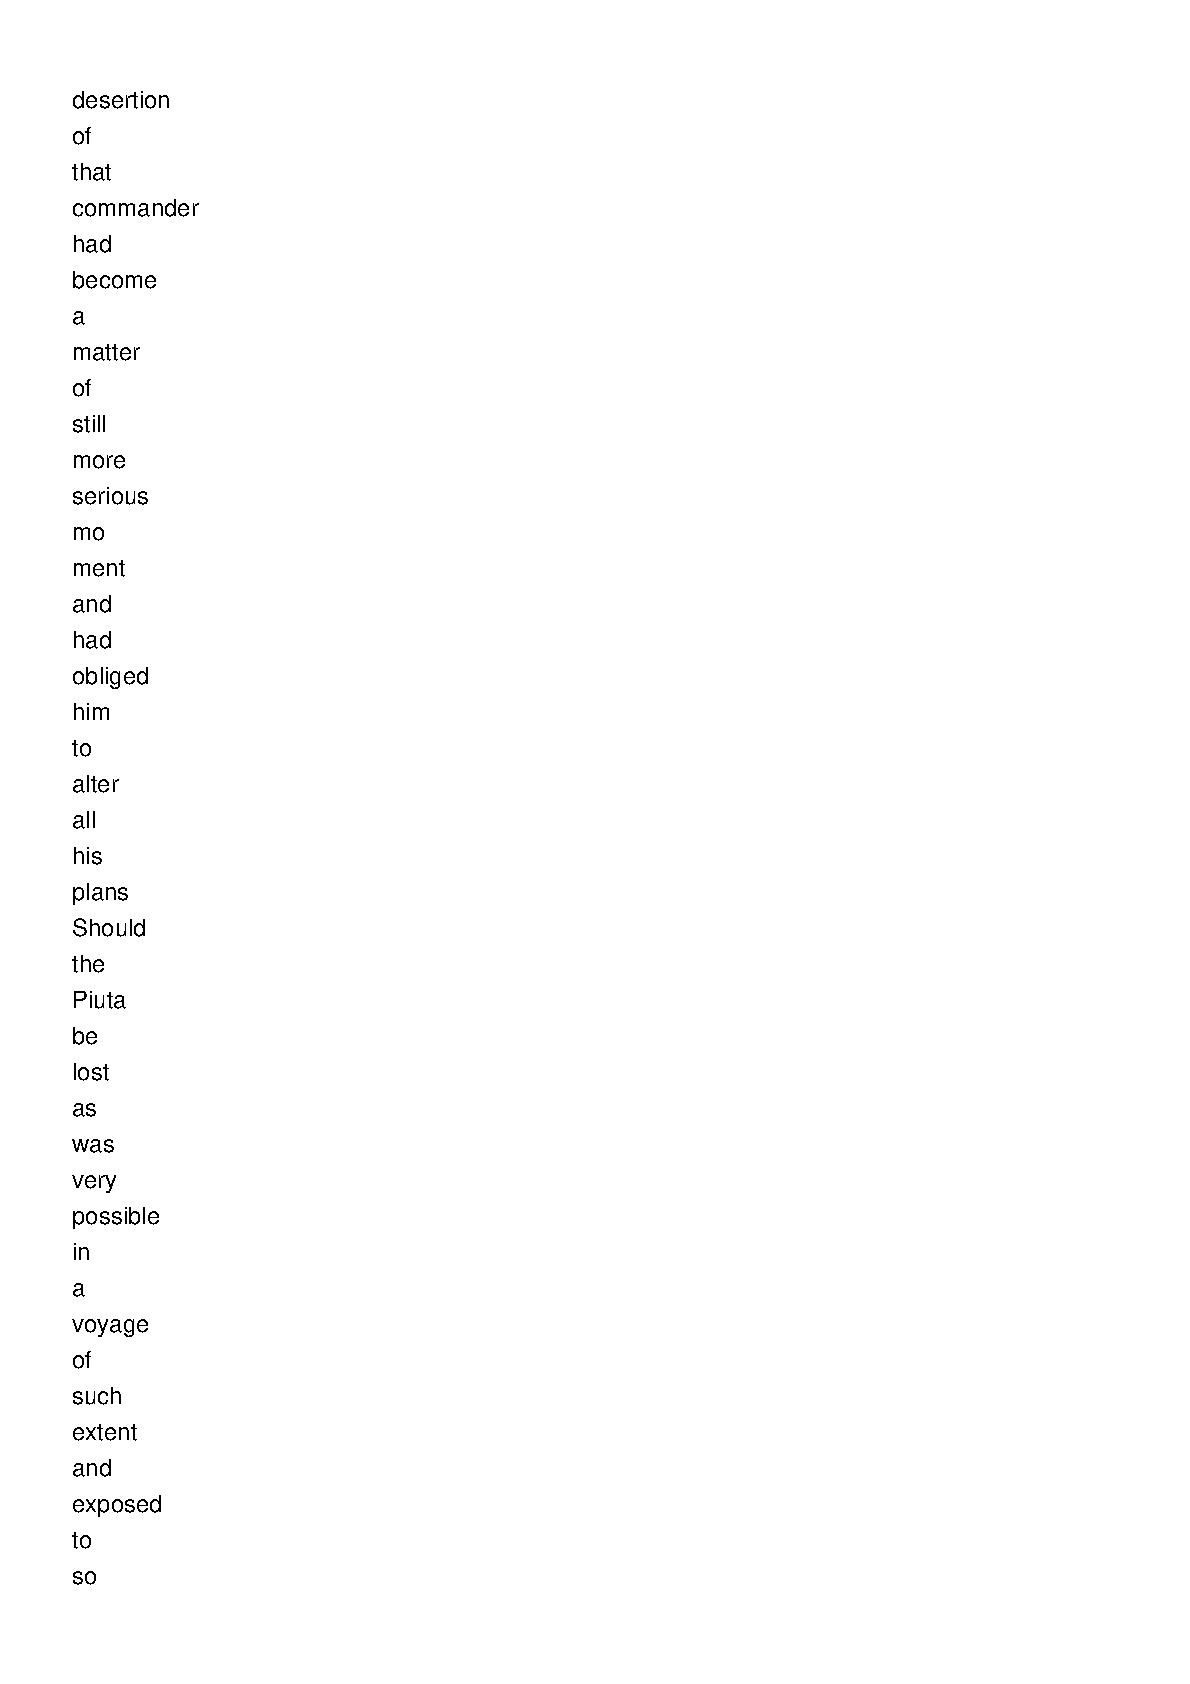 desertion
of
that
commander
had
become
a
matter
of
still
more
serious
mo
ment
and
had
obliged
him
to
alter
all
his
plans
Should
the
Piuta
be
lost
as
was
very
possible
in
a
voyage
of
such
extent
and
exposed
to
so